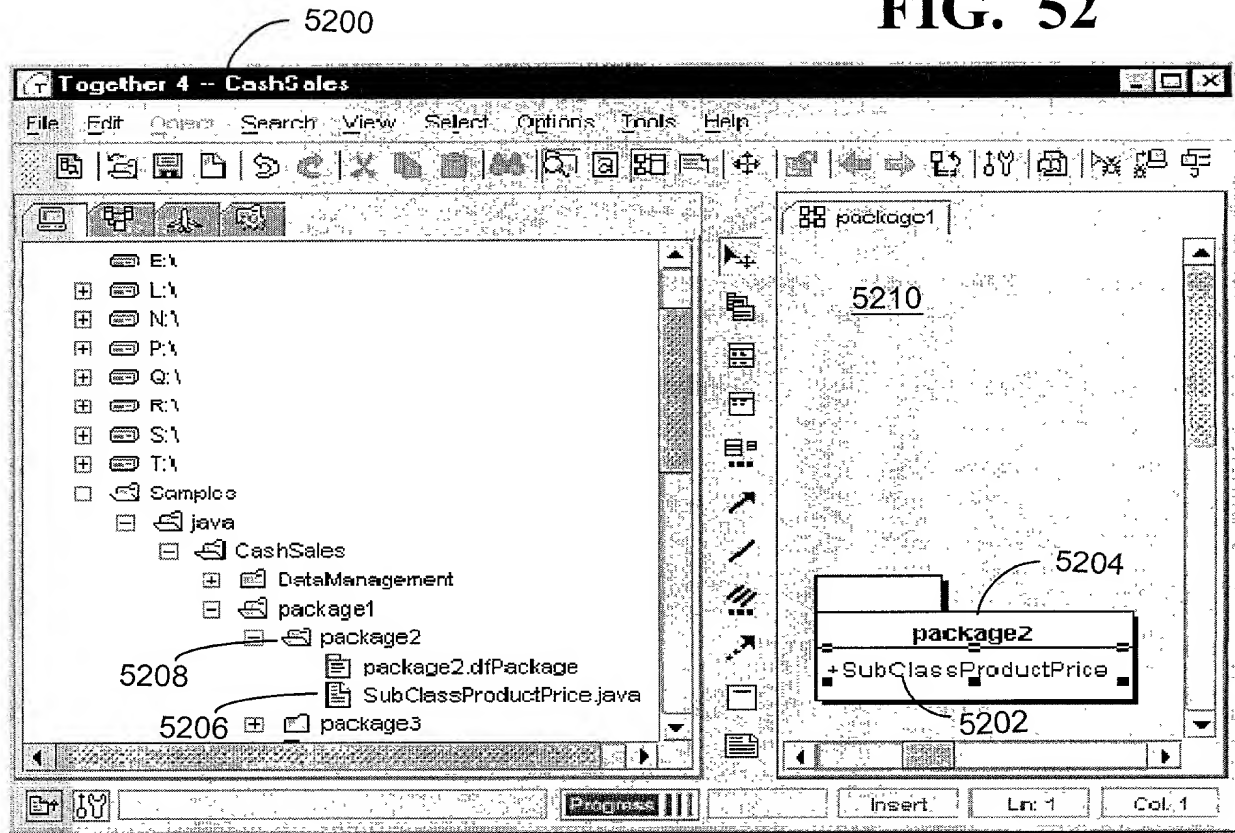 FIG. 52
5200
Together 4 -- CashSales
File Edit Object Search View Select Options Tools Help
package1
E:\
L:\
N:\
P:\
Q:\
R:\
S:\
T:\
Samples
java
CashSales
DataManagement
package1
package2
package2.dfPackage
SubClassProductPrice.java
package3
5208
5206
5210
5204
package2
+SubClassProductPrice
5202
Progress
Insert
Ln: 1
Col: 1